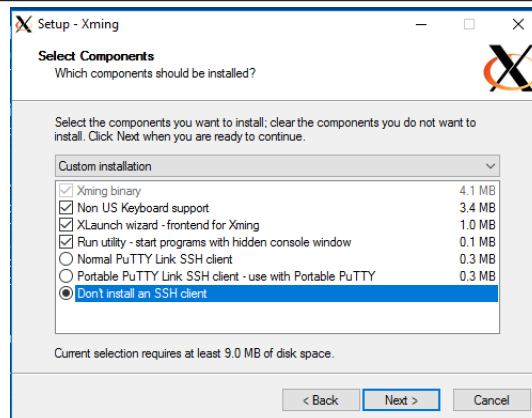 Setup - Xming
Select Components
Which components should be installed?
Select the components you want to install; clear the components you do not want to
install. Click Next when you are ready to continue.
Custom installation
Xming binary 4.1 MB
Non US Keyboard support 3.4 MB
XLaunch wizard - frontend for Xming 1.0 MB
Run utility - start programs with hidden console window 0.1 MB
Normal PuTTY Link SSH client 0.3 MB
Portable PuTTY Link SSH client - use with Portable PuTTY 0.3 MB
Don't install an SSH client
Current selection requires at least 9.0 MB of disk space.
< Back Next > Cancel